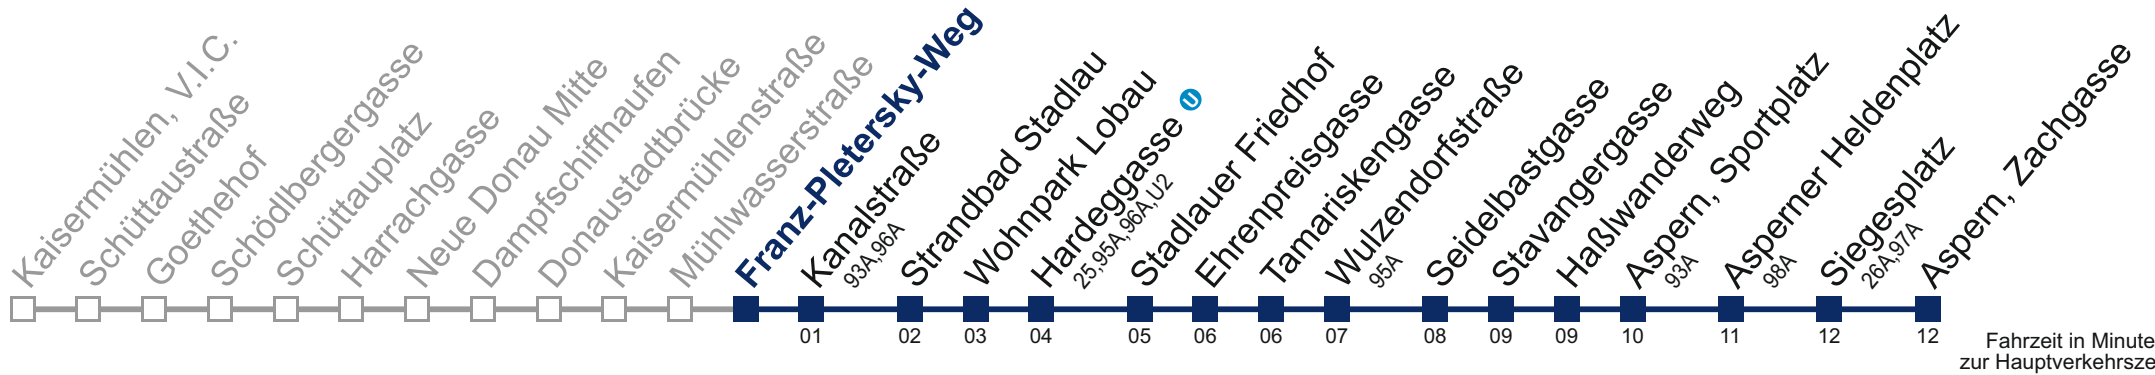 Kaisermühlen, V.I.C.
Schüttaustraße
Goethehof
Schödlbergergasse
Schüttauplatz
Harrachgasse
Neue Donau Mitte
Dampfschiffhaufen
Donaustadtbrücke
Kaisermühlenstraße
Mühlwasserstraße
Franz-Pletersky-Weg
Kanalstraße
93A,96A
Strandbad Stadlau
Wohnpark Lobau
Hardeggasse U
25,95A,96A,U2
Stadlauer Friedhof
Ehrenpreisgasse
Tamariskengasse
Wulzendorfstraße
95A
Seidelbastgasse
Stavangergasse
Haßlwanderweg
Aspern, Sportplatz
93A
Asperner Heldenplatz
98A
Siegesplatz
26A,97A
Aspern, Zachgasse
01 02 03 04 05 06 06 07 08 09 09 10 11 12 12
Fahrzeit in Minute
zur Hauptverkehrsze